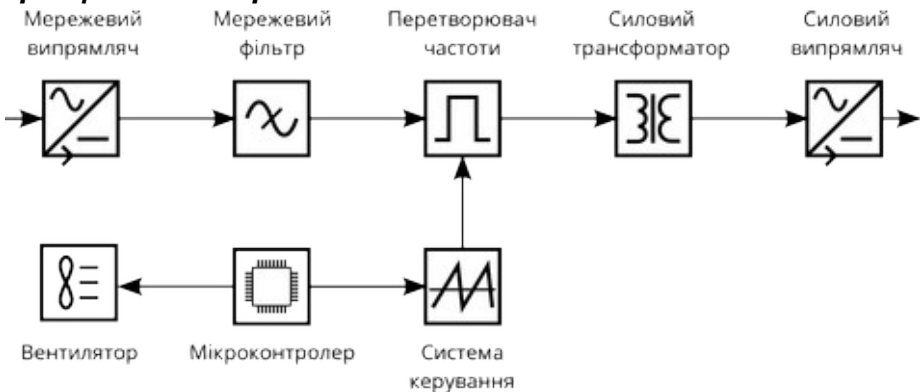 Мережевий
випрямляч
Мережевий
фільтр
Перетворювач
частоти
Силовий
трансформатор
Силовий
випрямляч
Вентилятор
Мікроконтролер
Система
керування